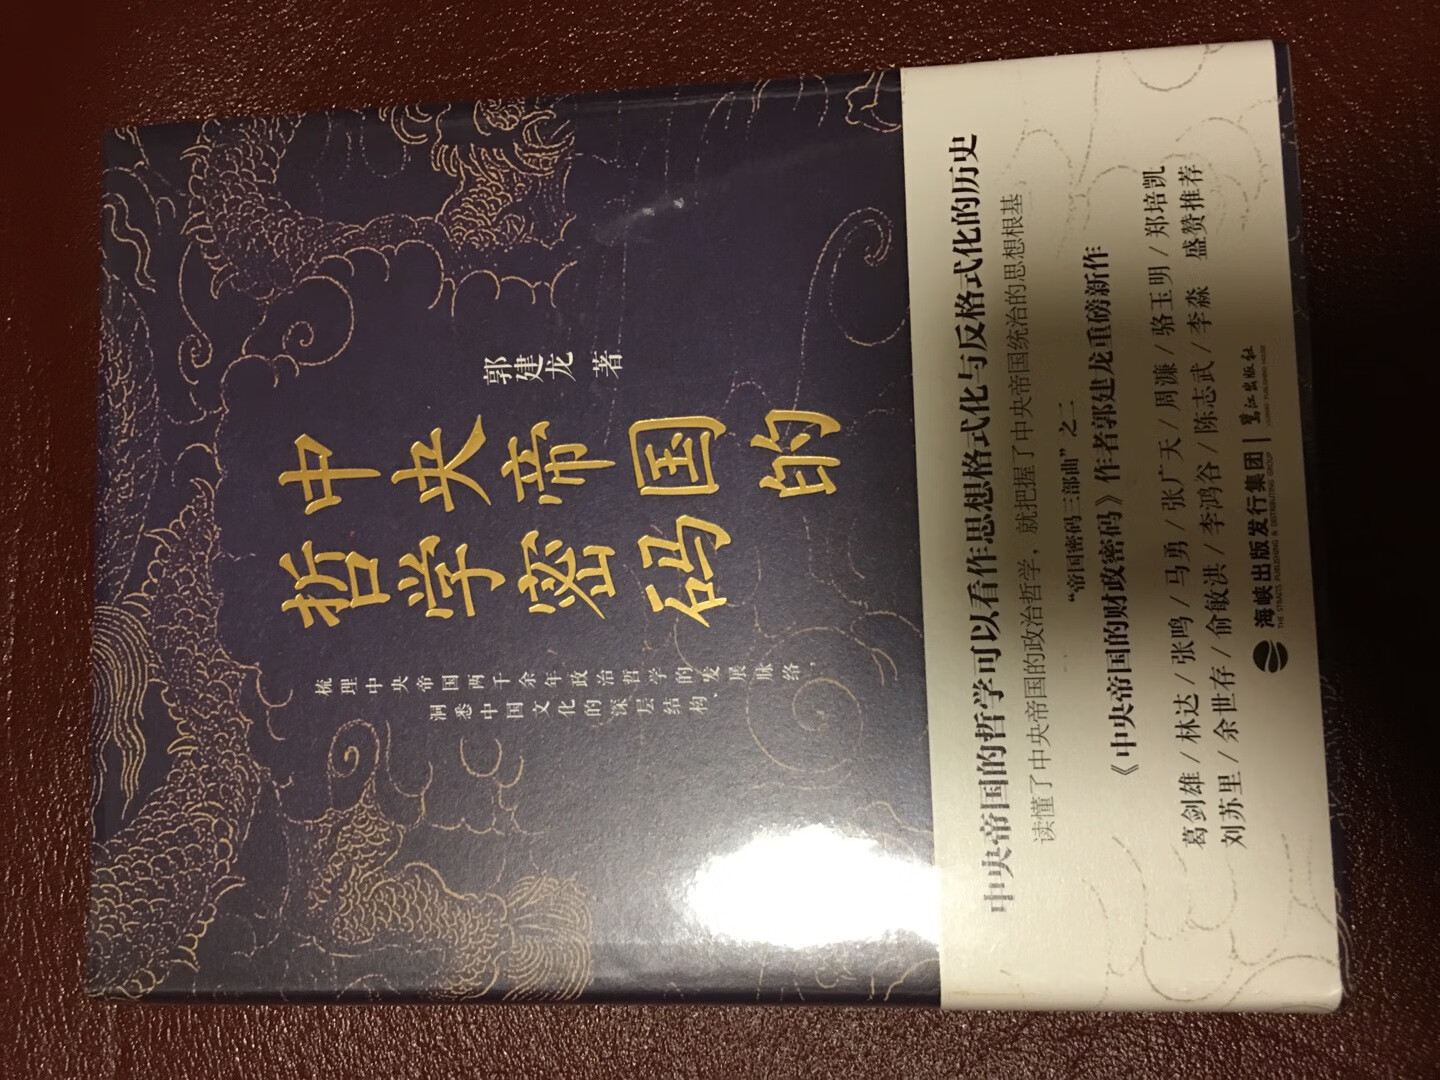 中央帝国的
哲学密码
郭建龙 著
梳理中央帝国两千余年政治哲学的发展脉络，
洞悉中国文化的深层结构、
中央帝国的哲学可以看作思想格式化与反格式化的历史
读懂了中央帝国的政治哲学，就把握了中央帝国统治的思想根基
“帝国密码三部曲”之二
《中央帝国的财政密码》作者郭建龙重磅新作
葛剑雄 / 林达 / 张鸣 / 马勇 / 张广天 / 周濂 / 骆玉明 / 郑培凯
刘苏里 / 余世存 / 俞敏洪 / 李鸿谷 / 陈志武 / 李淼 盛赞推荐
海峡出版发行集团 | 鹭江出版社
THE STRAITS PUBLISHING & DISTRIBUTING GROUP